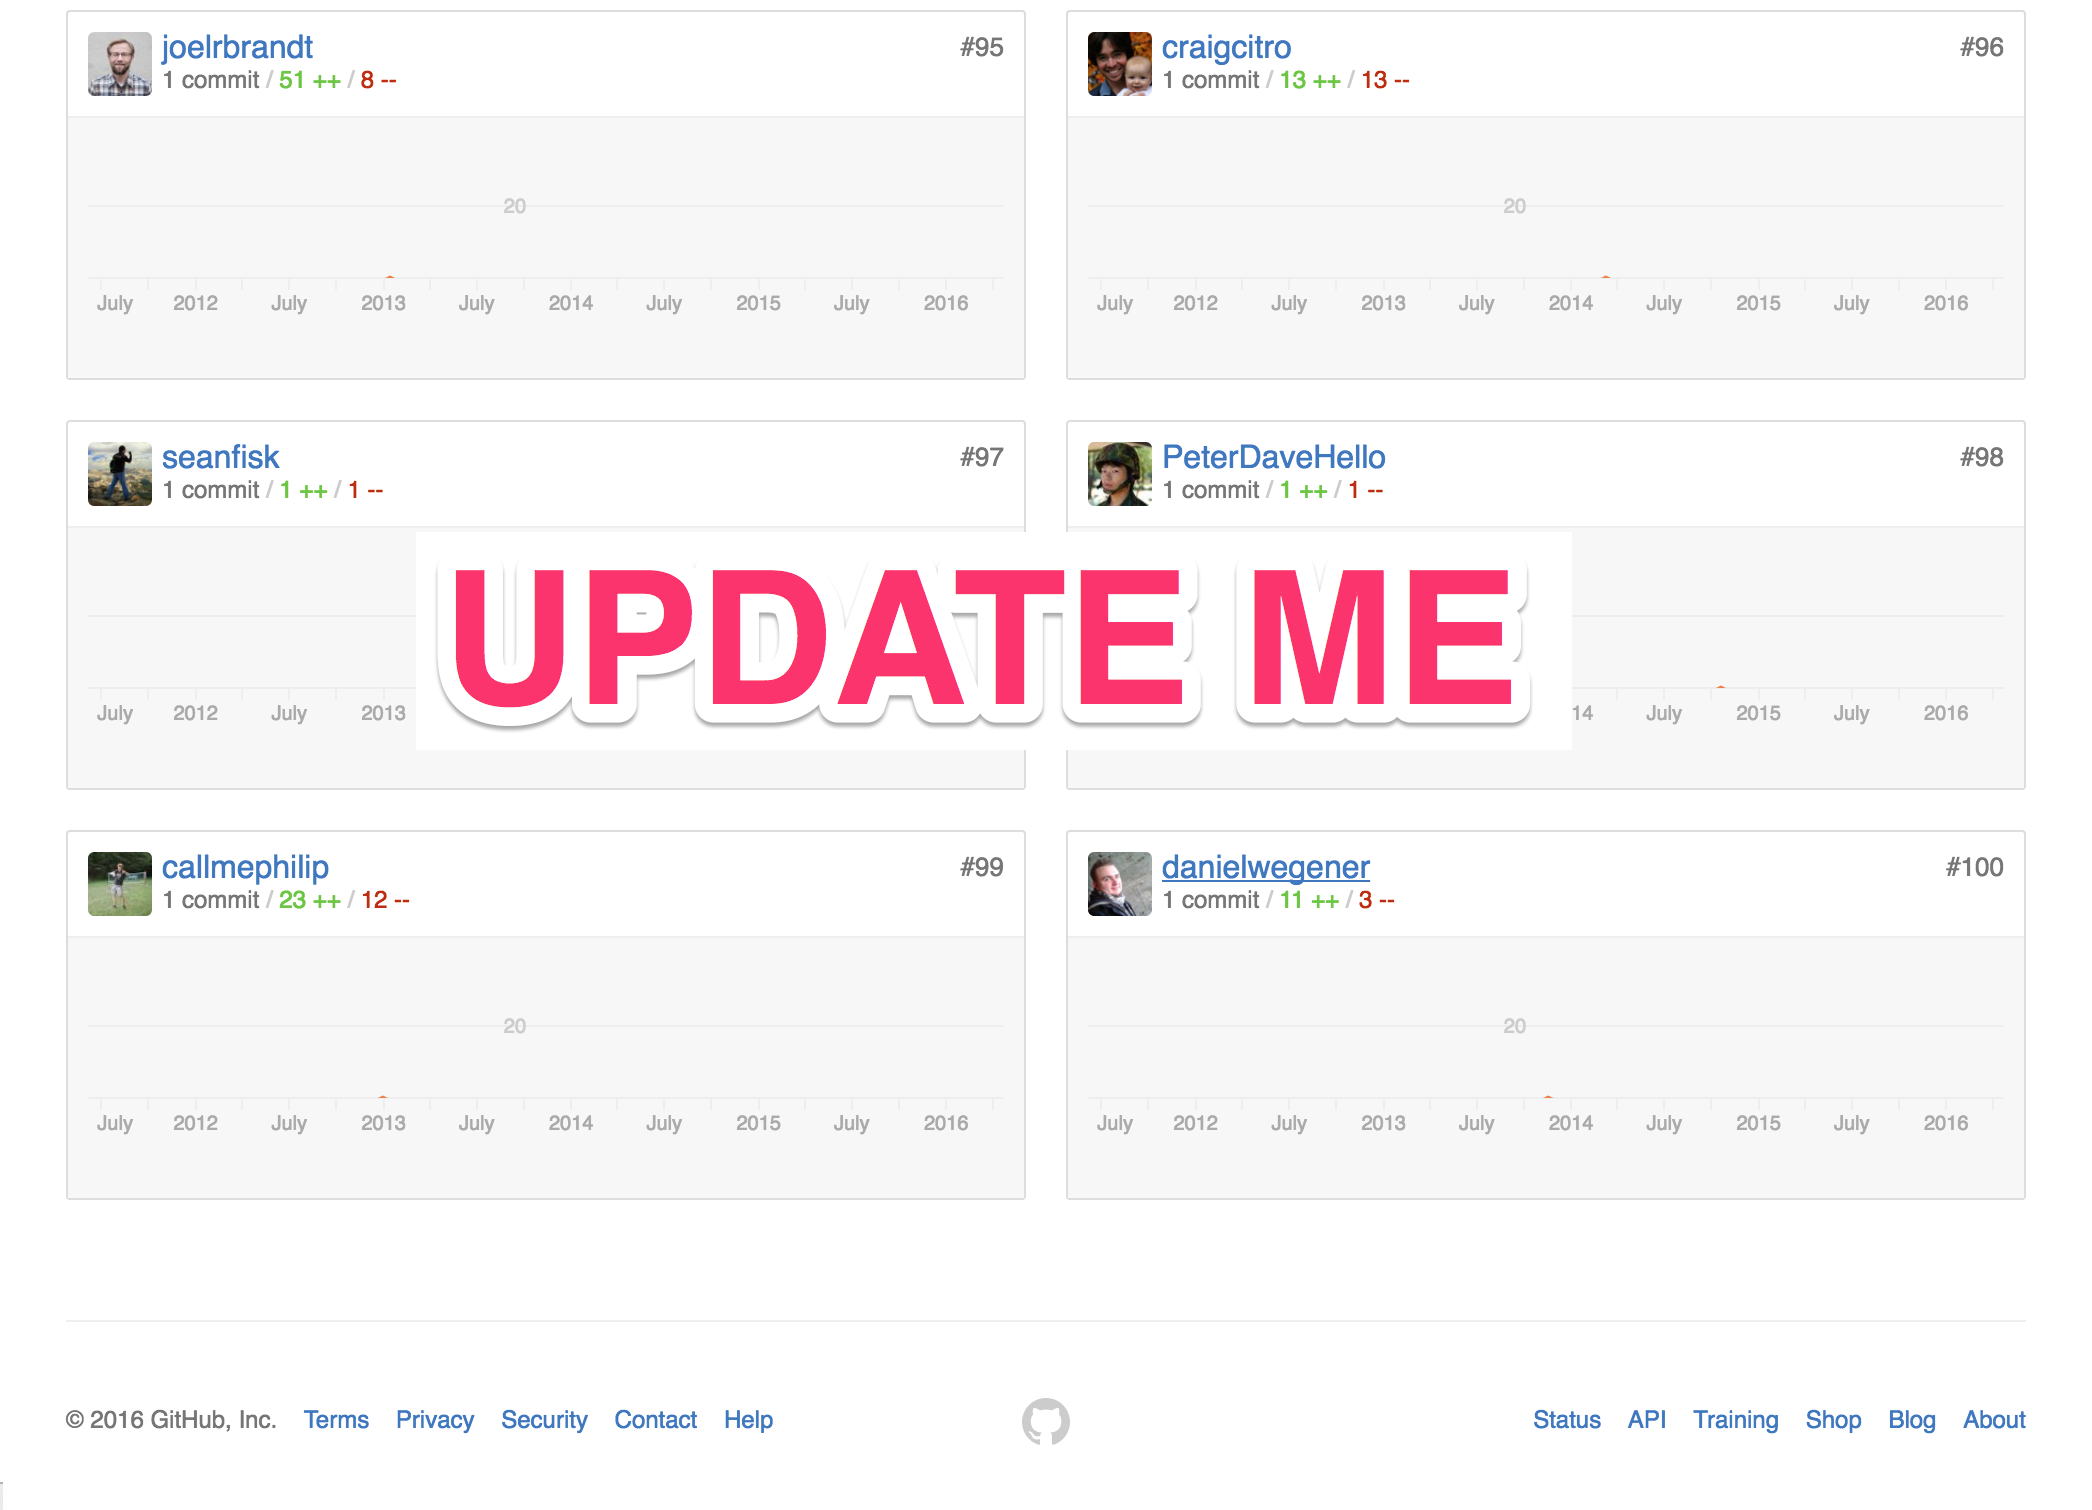 joelrbrandt #95
1 commit / 51 ++ / 8 --
20
July 2012 July 2013 July 2014 July 2015 July 2016
craigcitro #96
1 commit / 13 ++ / 13 --
20
July 2012 July 2013 July 2014 July 2015 July 2016
seanfisk #97
1 commit / 1 ++ / 1 --
July 2012 July 2013
PeterDaveHello #98
1 commit / 1 ++ / 1 --
14 July 2015 July 2016
UPDATE ME
callmephilip #99
1 commit / 23 ++ / 12 --
20
July 2012 July 2013 July 2014 July 2015 July 2016
danielwegener #100
1 commit / 11 ++ / 3 --
20
July 2012 July 2013 July 2014 July 2015 July 2016
© 2016 GitHub, Inc. Terms Privacy Security Contact Help Status API Training Shop Blog About